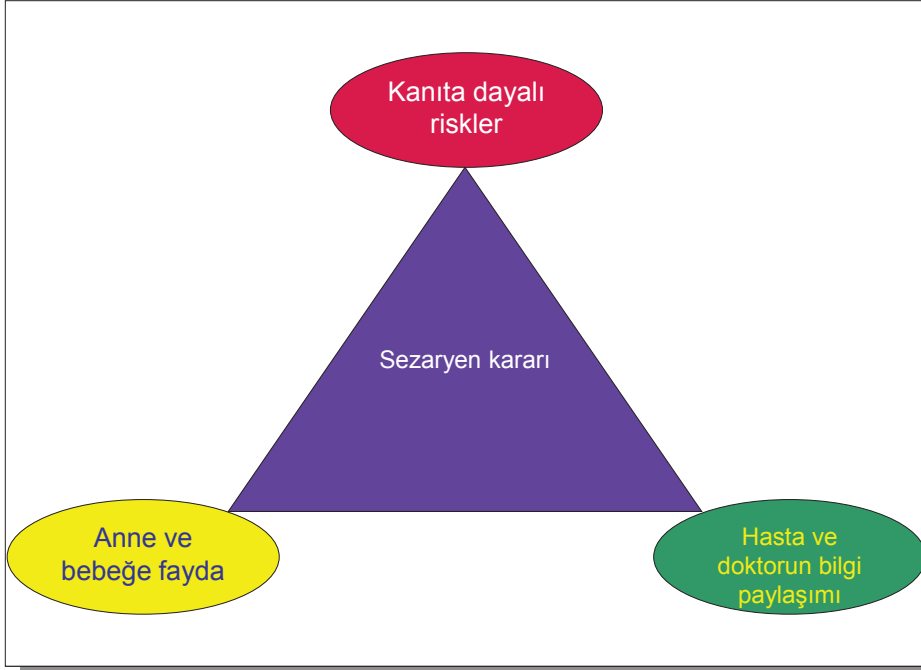 Kanıta dayalı
riskler
Sezaryen kararı
Anne ve
bebeğe fayda
Hasta ve
doktorun bilgi
paylaşımı